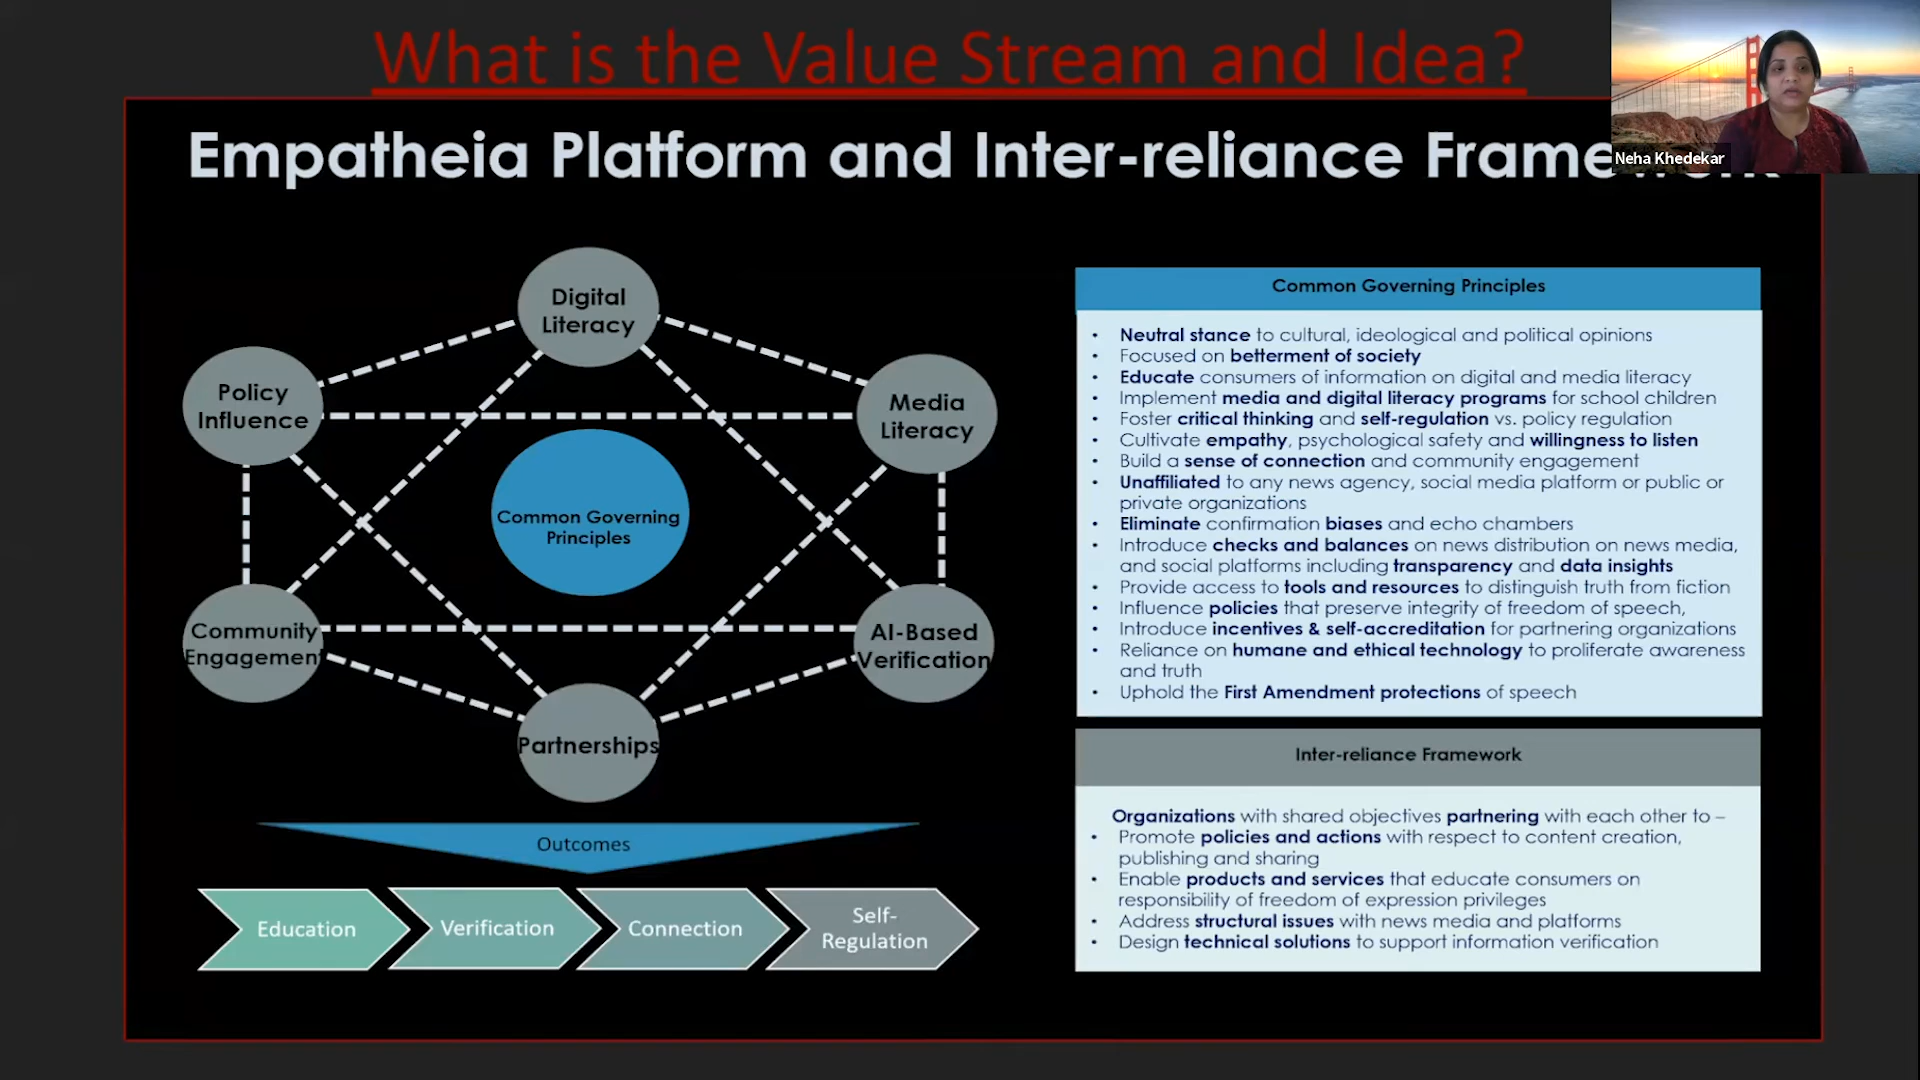 What is the Value Stream and Idea?
Empatheia Platform and Inter-reliance
Neha Khedekar
Digital
Literacy
Policy
Influence
Media
Literacy
Common Governing
Principles
Community
Engagement
AI-Based
Verification
Partnerships
Outcomes
Education
Verification
Connection
Self-
Regulation
Common Governing Principles
• Neutral stance to cultural, ideological and political opinions
• Focused on betterment of society
• Educate consumers of information on digital and media literacy
• Implement media and digital literacy programs for school children
• Foster critical thinking and self-regulation vs. policy regulation
• Cultivate empathy, psychological safety and willingness to listen
• Build a sense of connection and community engagement
• Unaffiliated to any news agency, social media platform or public or
private organizations
• Eliminate confirmation biases and echo chambers
• Introduce checks and balances on news distribution on news media,
and social platforms including transparency and data insights
• Provide access to tools and resources to distinguish truth from fiction
• Influence policies that preserve integrity of freedom of speech,
• Introduce incentives & self-accreditation for partnering organizations
• Reliance on humane and ethical technology to proliferate awareness
and truth
• Uphold the First Amendment protections of speech
Inter-reliance Framework
Organizations with shared objectives partnering with each other to –
• Promote policies and actions with respect to content creation,
publishing and sharing
• Enable products and services that educate consumers on
responsibility of freedom of expression privileges
• Address structural issues with news media and platforms
• Design technical solutions to support information verification